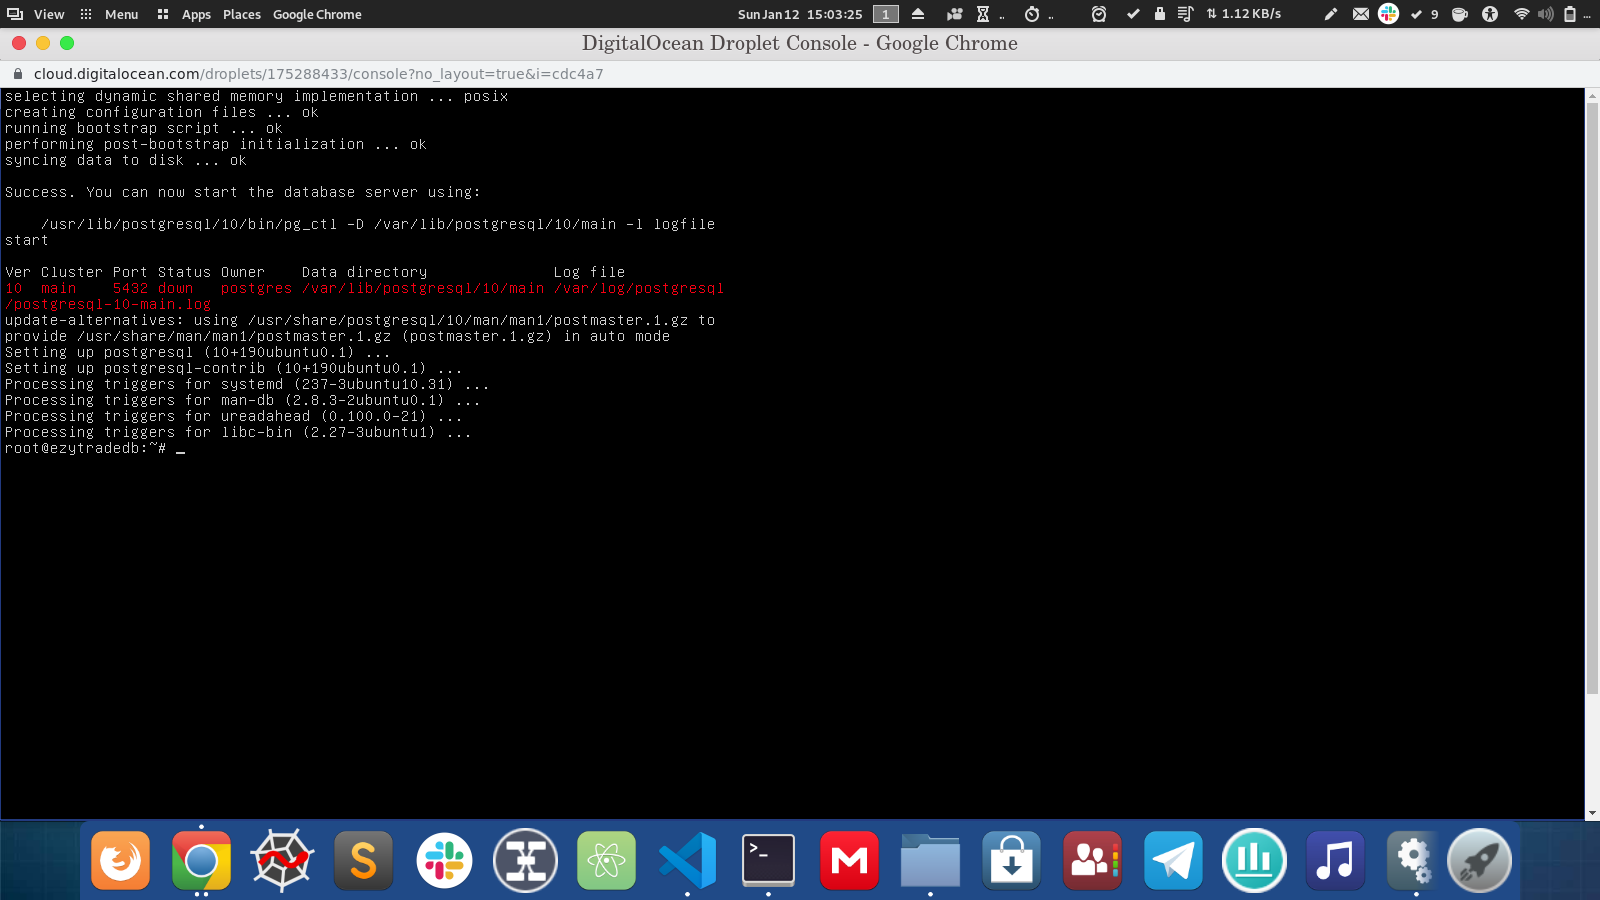 View Menu Apps Places Google Chrome Sun Jan 12 15:03:25 1 .. .. 1.12 KB/s 9 ...
DigitalOcean Droplet Console - Google Chrome
cloud.digitalocean.com/droplets/175288433/console?no_layout=true&i=cdc4a7
selecting dynamic shared memory implementation ... posix
creating configuration files ... ok
running bootstrap script ... ok
performing post-bootstrap initialization ... ok
syncing data to disk ... ok
Success. You can now start the database server using:
/usr/lib/postgresql/10/bin/pg_ctl -D /var/lib/postgresql/10/main -l logfile
start
Ver Cluster Port Status Owner Data directory Log file
10 main 5432 down postgres /var/lib/postgresql/10/main /var/log/postgresql
/postgresql-10-main.log
update-alternatives: using /usr/share/postgresql/10/man/man1/postmaster.1.gz to
provide /usr/share/man/man1/postmaster.1.gz (postmaster.1.gz) in auto mode
Setting up postgresql (10+190ubuntu0.1) ...
Setting up postgresql-contrib (10+190ubuntu0.1) ...
Processing triggers for systemd (237-3ubuntu10.31) ...
Processing triggers for man-db (2.8.3-2ubuntu0.1) ...
Processing triggers for ureadahead (0.100.0-21) ...
Processing triggers for libc-bin (2.27-3ubuntu1) ...
root@ezytradedb:~# _